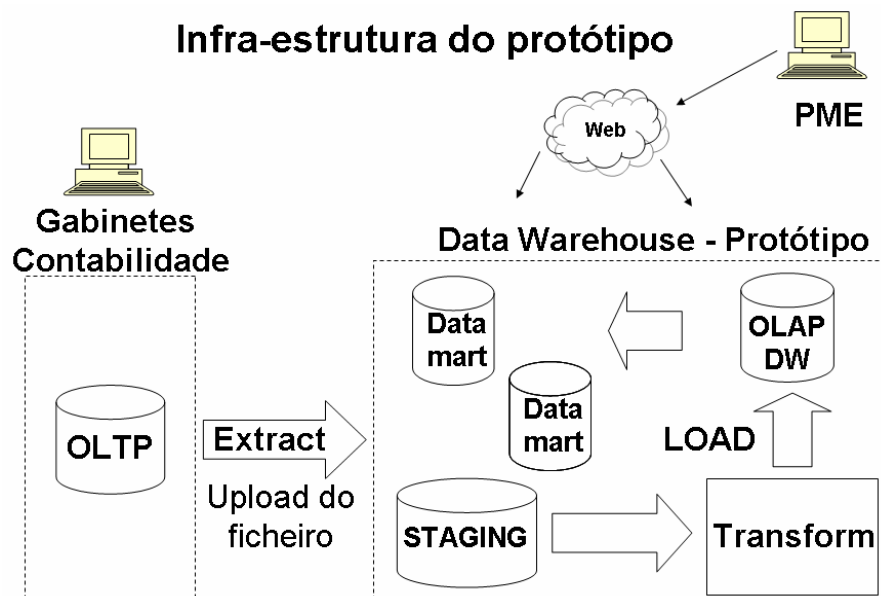 Infra-estrutura do protótipo
PME
Web
Gabinetes
Contabilidade
Data Warehouse - Protótipo
OLTP
Extract
Upload do
ficheiro
Data
mart
Data
mart
OLAP
DW
LOAD
STAGING
Transform